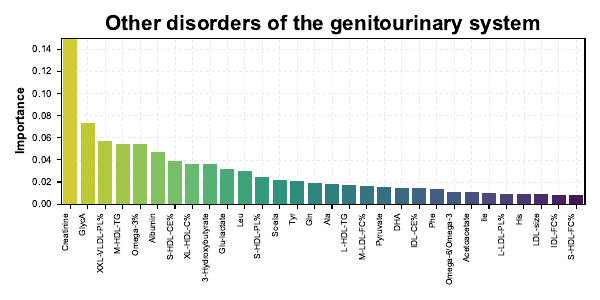 Other disorders of the genitourinary system
Importance
0.14
0.12
0.10
0.08
0.06
0.04
0.02
0.00
Creatinine
GlycA
XXL-VLDL-PL%
M-HDL-TG
Omega-3%
Albumin
S-HDL-CE%
XL-HDL-C%
3-Hydroxybutyrate
Glu-lactate
Leu
S-HDL-PL%
Sc-ala
Tyr
Gln
Ala
L-HDL-TG
M-LDL-FC%
Pyruvate
DHA
IDL-CE%
Phe
Omega-6/Omega-3
Acetoacetate
Ile
L-LDL-PL%
His
LDL-size
IDL-FC%
S-HDL-FC%